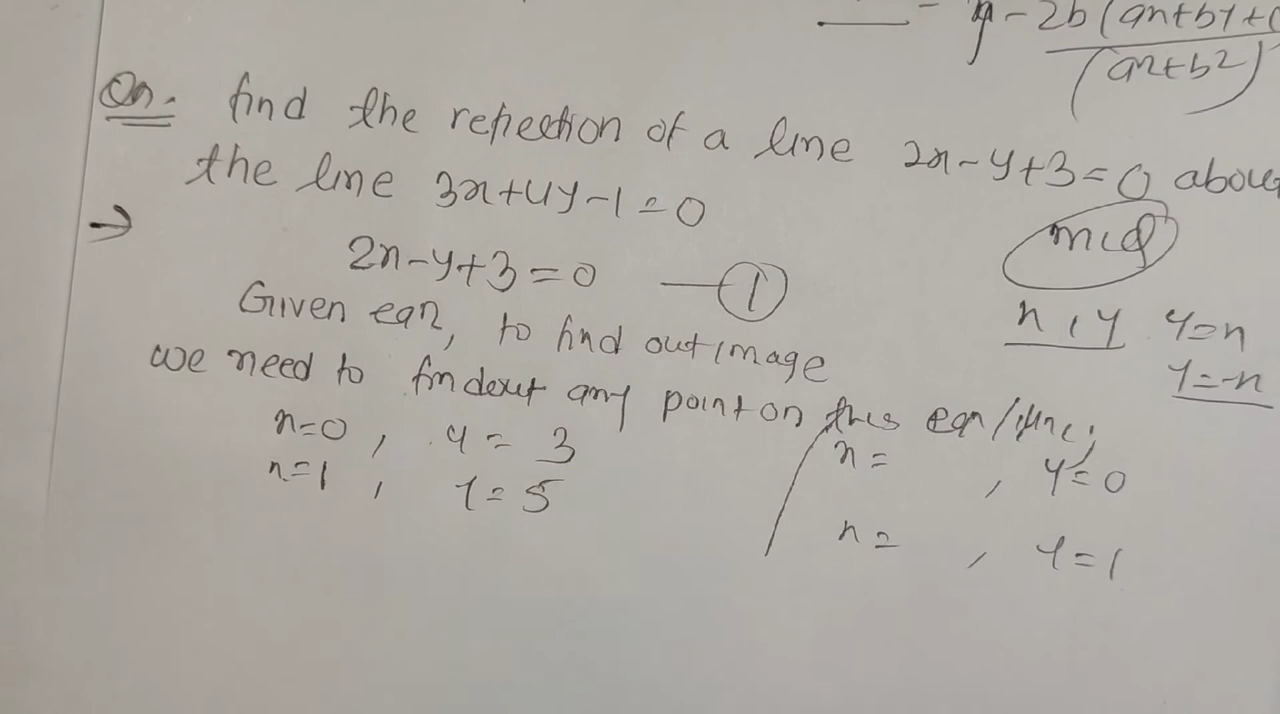 — = y - 2b(ax+by+c
(a2+b2)
Qn. find the reflection of a line 2x-y+3=0 about
the line 3x+4y-1=0
→ 2x-y+3=0 — ①
mcq
Given eqn, to find out image
x, y y=x
y=-x
we need to findout any point on this eqn/line;
x=0, y=3
x=1, y=5
x= , y=0
x= , y=1